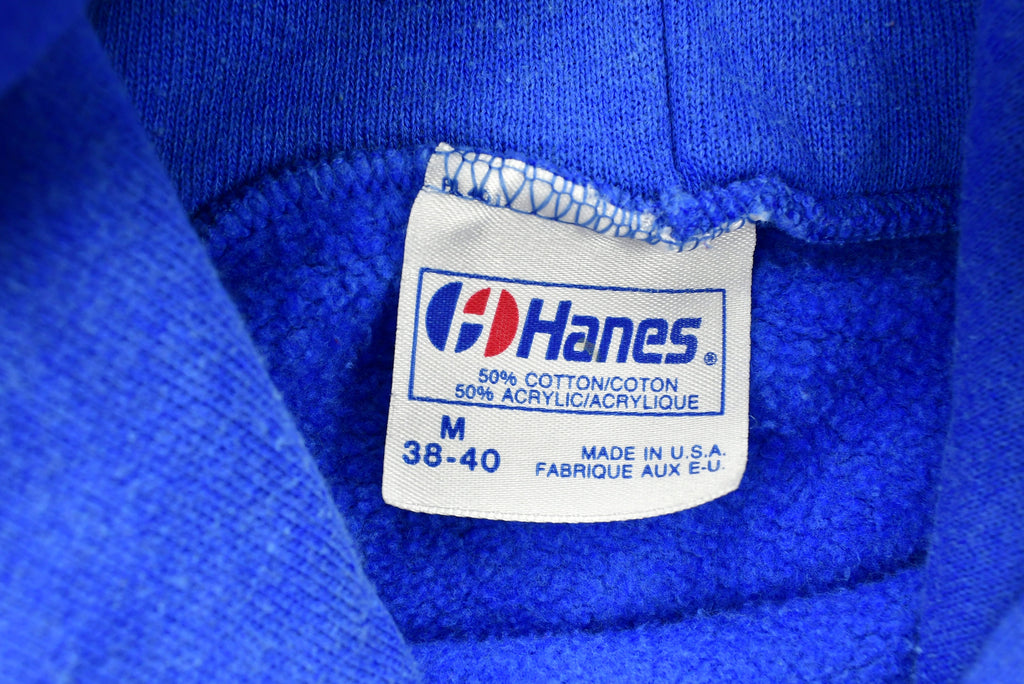 Hanes®
50% COTTON/COTON
50% ACRYLIC/ACRYLIQUE
M
38-40
MADE IN U.S.A.
FABRIQUE AUX E-U.